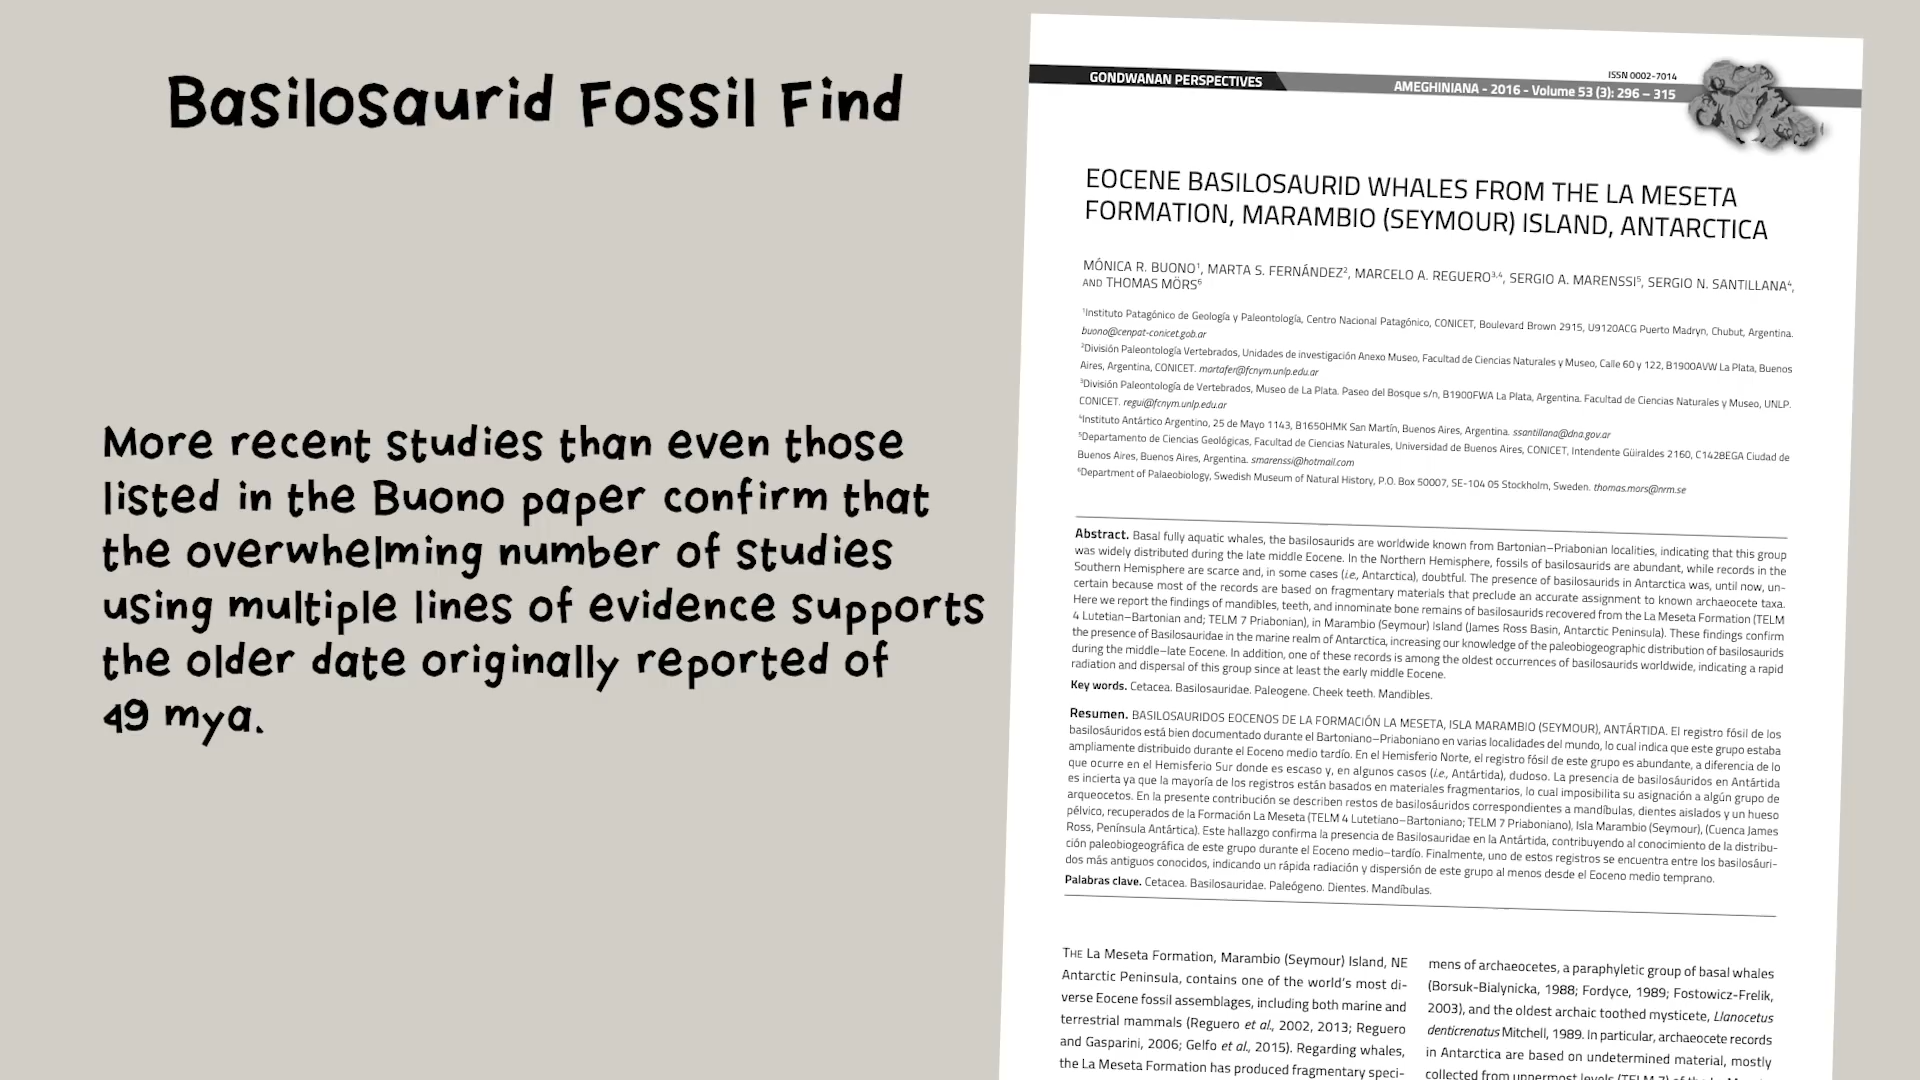 Basilosaurid Fossil Find
More recent studies than even those
listed in the Buono paper confirm that
the overwhelming number of studies
using multiple lines of evidence supports
the older date originally reported of
49 mya.
ISSN 0002-7014
GONDWANAN PERSPECTIVES
AMEGHINIANA - 2016 - Volume 53 (3): 296 – 315
EOCENE BASILOSAURID WHALES FROM THE LA MESETA
FORMATION, MARAMBIO (SEYMOUR) ISLAND, ANTARCTICA
MÓNICA R. BUONO¹, MARTA S. FERNÁNDEZ², MARCELO A. REGUERO³,⁴, SERGIO A. MARENSSI⁵, SERGIO N. SANTILLANA⁴,
AND THOMAS MÖRS⁶
¹Instituto Patagónico de Geología y Paleontología, Centro Nacional Patagónico, CONICET, Boulevard Brown 2915, U9120ACG Puerto Madryn, Chubut, Argentina.
buono@cenpat-conicet.gob.ar
²División Paleontología Vertebrados, Unidades de investigación Anexo Museo, Facultad de Ciencias Naturales y Museo, Calle 60 y 122, B1900AVW La Plata, Buenos
Aires, Argentina, CONICET. martafer@fcnym.unlp.edu.ar
³División Paleontología de Vertebrados, Museo de La Plata. Paseo del Bosque s/n, B1900FWA La Plata, Argentina. Facultad de Ciencias Naturales y Museo, UNLP.
CONICET. regui@fcnym.unlp.edu.ar
⁴Instituto Antártico Argentino, 25 de Mayo 1143, B1650HMK San Martín, Buenos Aires, Argentina. ssantillana@dna.gov.ar
⁵Departamento de Ciencias Geológicas, Facultad de Ciencias Naturales, Universidad de Buenos Aires, CONICET, Intendente Güiraldes 2160, C1428EGA Ciudad de
Buenos Aires, Buenos Aires, Argentina. smarenssi@hotmail.com
⁶Department of Palaeobiology, Swedish Museum of Natural History, P.O. Box 50007, SE-104 05 Stockholm, Sweden. thomas.mors@nrm.se
Abstract. Basal fully aquatic whales, the basilosaurids are worldwide known from Bartonian–Priabonian localities, indicating that this group
was widely distributed during the late middle Eocene. In the Northern Hemisphere, fossils of basilosaurids are abundant, while records in the
Southern Hemisphere are scarce and, in some cases (i.e., Antarctica), doubtful. The presence of basilosaurids in Antarctica was, until now, un-
certain because most of the records are based on fragmentary materials that preclude an accurate assignment to known archaeocete taxa.
Here we report the findings of mandibles, teeth, and innominate bone remains of basilosaurids recovered from the La Meseta Formation (TELM
4 Lutetian–Bartonian and; TELM 7 Priabonian), in Marambio (Seymour) Island (James Ross Basin, Antarctic Peninsula). These findings confirm
the presence of Basilosauridae in the marine realm of Antarctica, increasing our knowledge of the paleobiogeographic distribution of basilosaurids
during the middle–late Eocene. In addition, one of these records is among the oldest occurrences of basilosaurids worldwide, indicating a rapid
radiation and dispersal of this group since at least the early middle Eocene.
Key words. Cetacea. Basilosauridae. Paleogene. Cheek teeth. Mandibles.
Resumen. BASILOSAURIDOS EOCENOS DE LA FORMACIÓN LA MESETA, ISLA MARAMBIO (SEYMOUR), ANTÁRTIDA. El registro fósil de los
basilosáuridos está bien documentado durante el Bartoniano–Priaboniano en varias localidades del mundo, lo cual indica que este grupo estaba
ampliamente distribuido durante el Eoceno medio tardío. En el Hemisferio Norte, el registro fósil de este grupo es abundante, a diferencia de lo
que ocurre en el Hemisferio Sur donde es escaso y, en algunos casos (i.e., Antártida), dudoso. La presencia de basilosáuridos en Antártida
es incierta ya que la mayoría de los registros están basados en materiales fragmentarios, lo cual imposibilita su asignación a algún grupo de
arqueocetos. En la presente contribución se describen restos de basilosáuridos correspondientes a mandíbulas, dientes aislados y un hueso
pélvico, recuperados de la Formación La Meseta (TELM 4 Lutetiano–Bartoniano; TELM 7 Priaboniano), Isla Marambio (Seymour), (Cuenca James
Ross, Península Antártica). Este hallazgo confirma la presencia de Basilosauridae en la Antártida, contribuyendo al conocimiento de la distribu-
ción paleobiogeográfica de este grupo durante el Eoceno medio–tardío. Finalmente, uno de estos registros se encuentra entre los basilosáuri-
dos más antiguos conocidos, indicando un rápida radiación y dispersión de este grupo al menos desde el Eoceno medio temprano.
Palabras clave. Cetacea. Basilosauridae. Paleógeno. Dientes. Mandíbulas.
THE La Meseta Formation, Marambio (Seymour) Island, NE
Antarctic Peninsula, contains one of the world's most di-
verse Eocene fossil assemblages, including both marine and
terrestrial mammals (Reguero et al., 2002, 2013; Reguero
and Gasparini, 2006; Gelfo et al., 2015). Regarding whales,
the La Meseta Formation has produced fragmentary speci-
mens of archaeocetes, a paraphyletic group of basal whales
(Borsuk-Bialynicka, 1988; Fordyce, 1989; Fostowicz-Frelik,
2003), and the oldest archaic toothed mysticete, Llanocetus
denticrenatus Mitchell, 1989. In particular, archaeocete records
in Antarctica are based on undetermined material, mostly
collected from uppermost levels (TELM 7) of the La